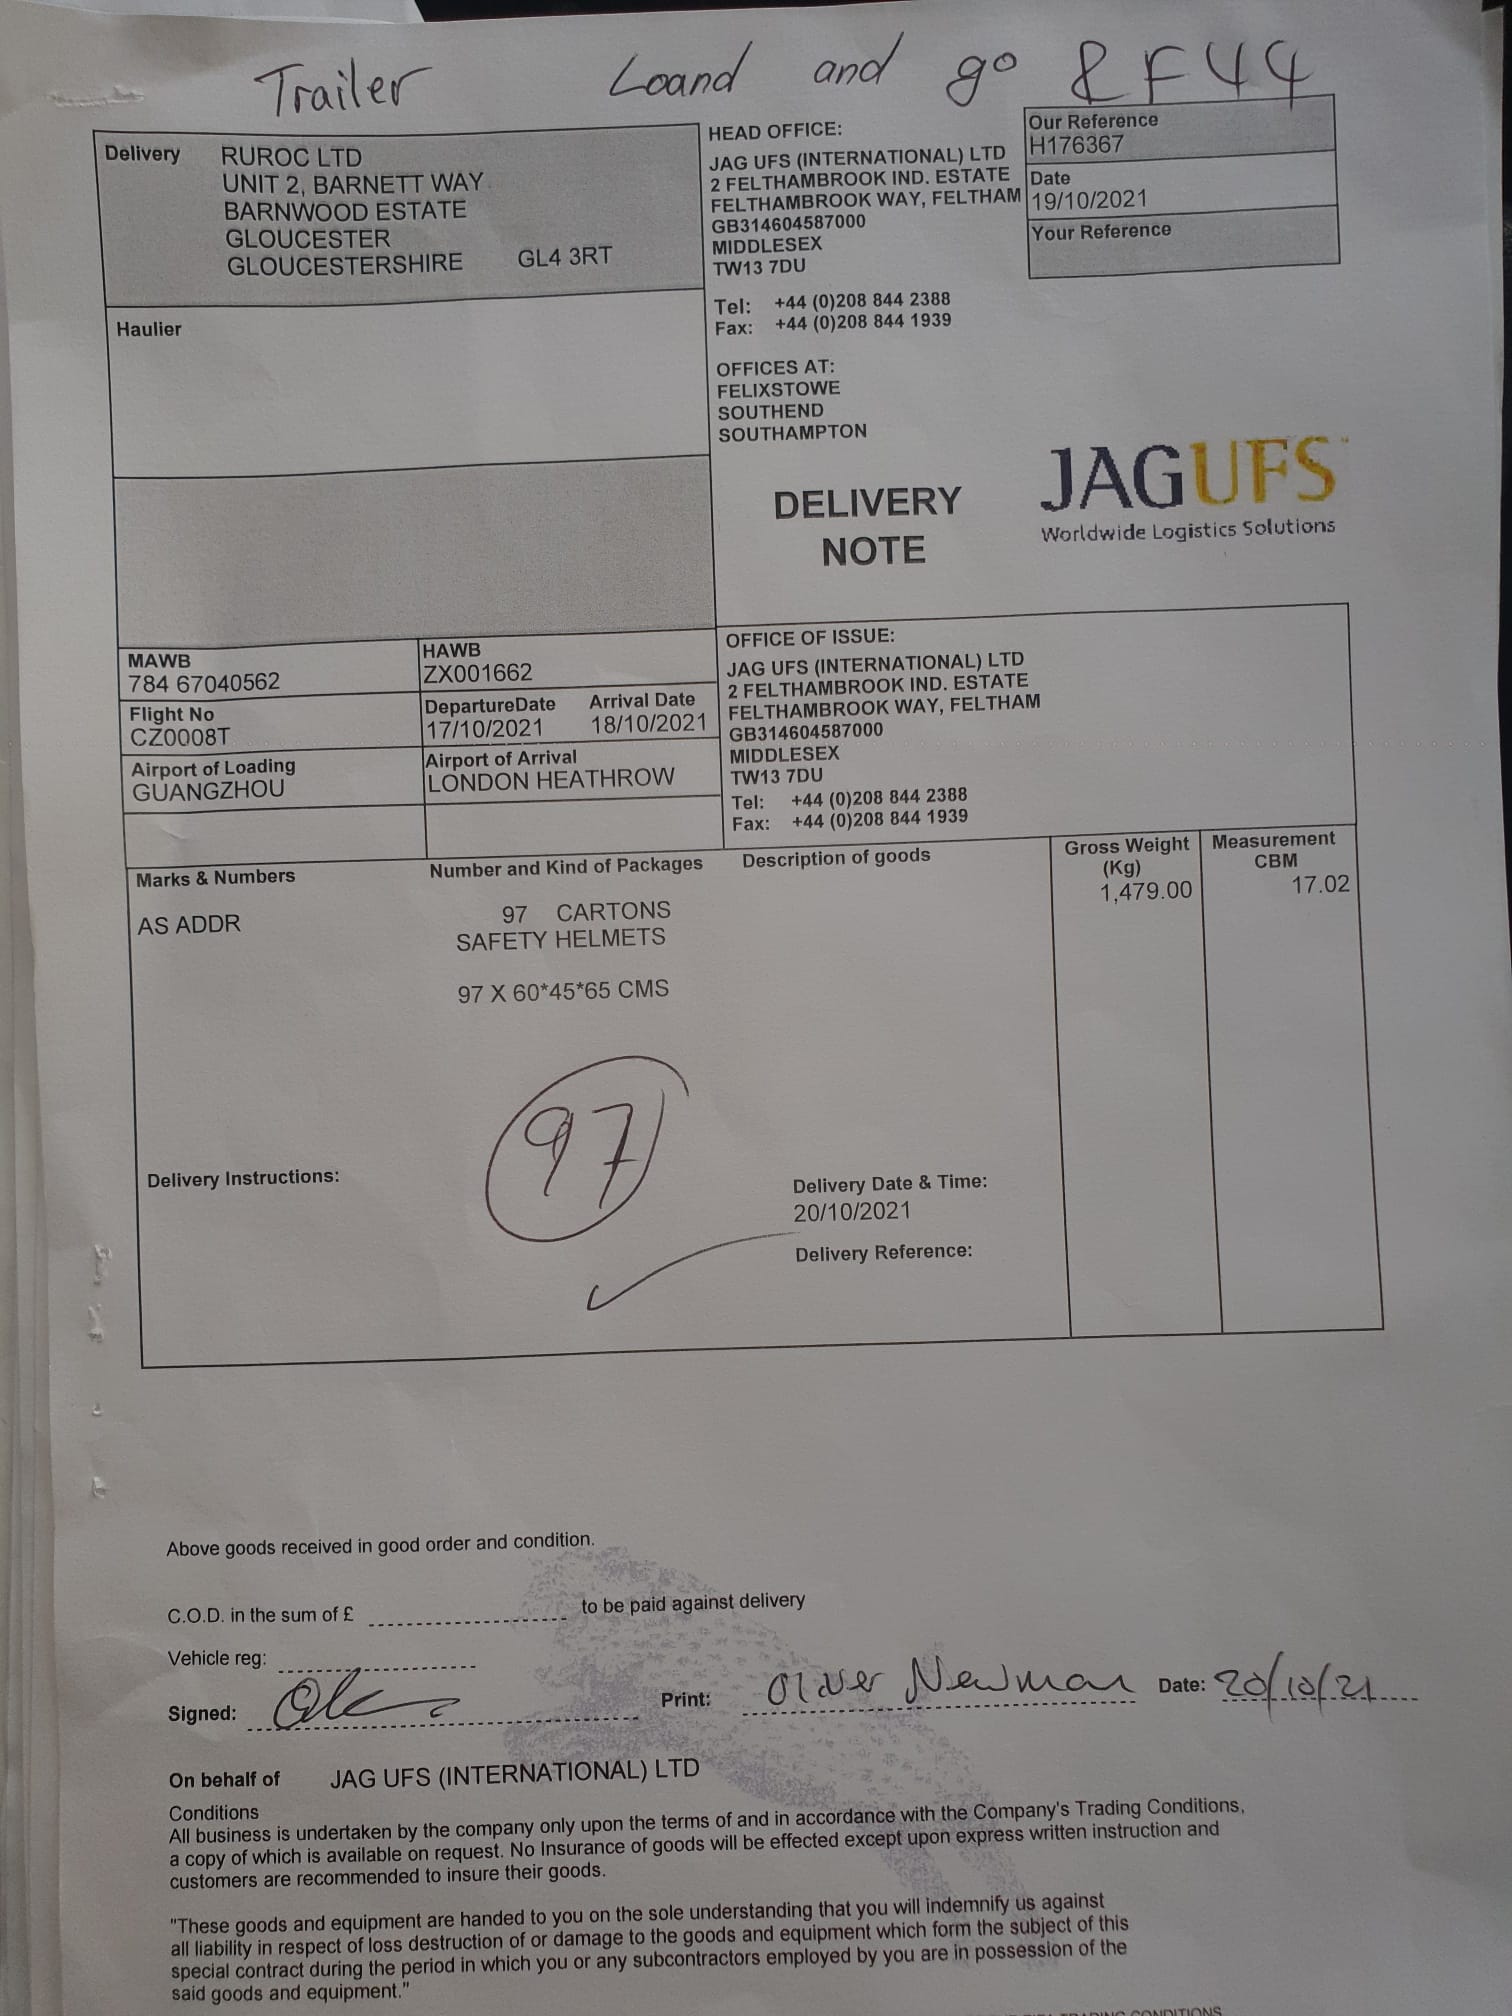 Trailer Loand and go RF44
Delivery RUROC LTD
UNIT 2, BARNETT WAY
BARNWOOD ESTATE
GLOUCESTER
GLOUCESTERSHIRE GL4 3RT
Haulier
HEAD OFFICE:
JAG UFS (INTERNATIONAL) LTD
2 FELTHAMBROOK IND. ESTATE
FELTHAMBROOK WAY, FELTHAM
GB314604587000
MIDDLESEX
TW13 7DU
Tel: +44 (0)208 844 2388
Fax: +44 (0)208 844 1939
OFFICES AT:
FELIXSTOWE
SOUTHEND
SOUTHAMPTON
Our Reference
H176367
Date
19/10/2021
Your Reference
DELIVERY
NOTE
JAGUFS
Worldwide Logistics Solutions
MAWB
784 67040562
HAWB
ZX001662
Flight No
CZ0008T
DepartureDate Arrival Date
17/10/2021 18/10/2021
Airport of Loading
GUANGZHOU
Airport of Arrival
LONDON HEATHROW
OFFICE OF ISSUE:
JAG UFS (INTERNATIONAL) LTD
2 FELTHAMBROOK IND. ESTATE
FELTHAMBROOK WAY, FELTHAM
GB314604587000
MIDDLESEX
TW13 7DU
Tel: +44 (0)208 844 2388
Fax: +44 (0)208 844 1939
Marks & Numbers Number and Kind of Packages Description of goods Gross Weight (Kg) Measurement CBM
AS ADDR 97 CARTONS 1,479.00 17.02
SAFETY HELMETS
97 X 60*45*65 CMS
97
Delivery Instructions:
Delivery Date & Time:
20/10/2021
Delivery Reference:
Above goods received in good order and condition.
C.O.D. in the sum of £ to be paid against delivery
Vehicle reg:
Signed: Print: Oliver Newman Date: 20/10/21
On behalf of JAG UFS (INTERNATIONAL) LTD
Conditions
All business is undertaken by the company only upon the terms of and in accordance with the Company's Trading Conditions,
a copy of which is available on request. No Insurance of goods will be effected except upon express written instruction and
customers are recommended to insure their goods.
"These goods and equipment are handed to you on the sole understanding that you will indemnify us against
all liability in respect of loss destruction of or damage to the goods and equipment which form the subject of this
special contract during the period in which you or any subcontractors employed by you are in possession of the
said goods and equipment."
TRADING CONDITIONS